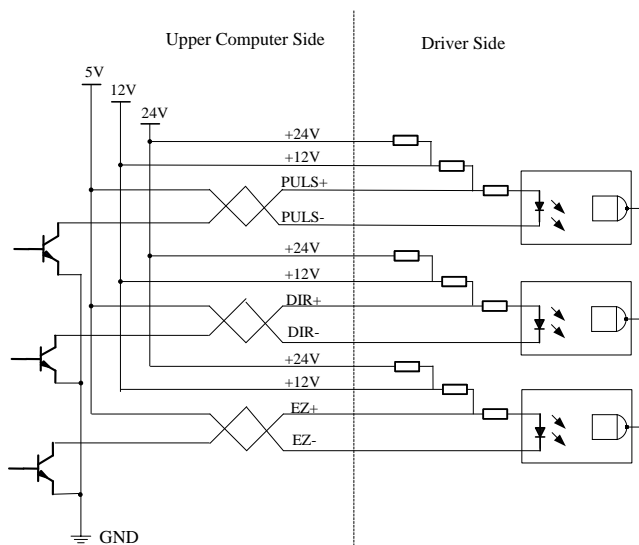 Upper Computer Side
Driver Side
5V
12V
24V
+24V
+12V
PULS+
PULS-
+24V
+12V
DIR+
DIR-
+24V
+12V
EZ+
EZ-
GND